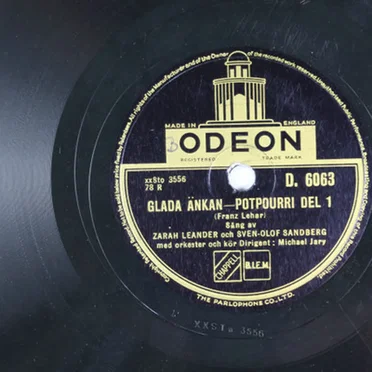 MADE IN ENGLAND
ODEON
REGISTERED TRADE MARK
xxSto 3556
78 R
D. 6063
GLADA ÄNKAN—POTPOURRI DEL 1
(Franz Lehar)
Sång av
ZARAH LEANDER och SVEN-OLOF SANDBERG
med orkester och kör Dirigent : Michael Jary
CHAPPELL
B.I.E.M.
THE PARLOPHONE CO., LTD.
XXSTo 3556